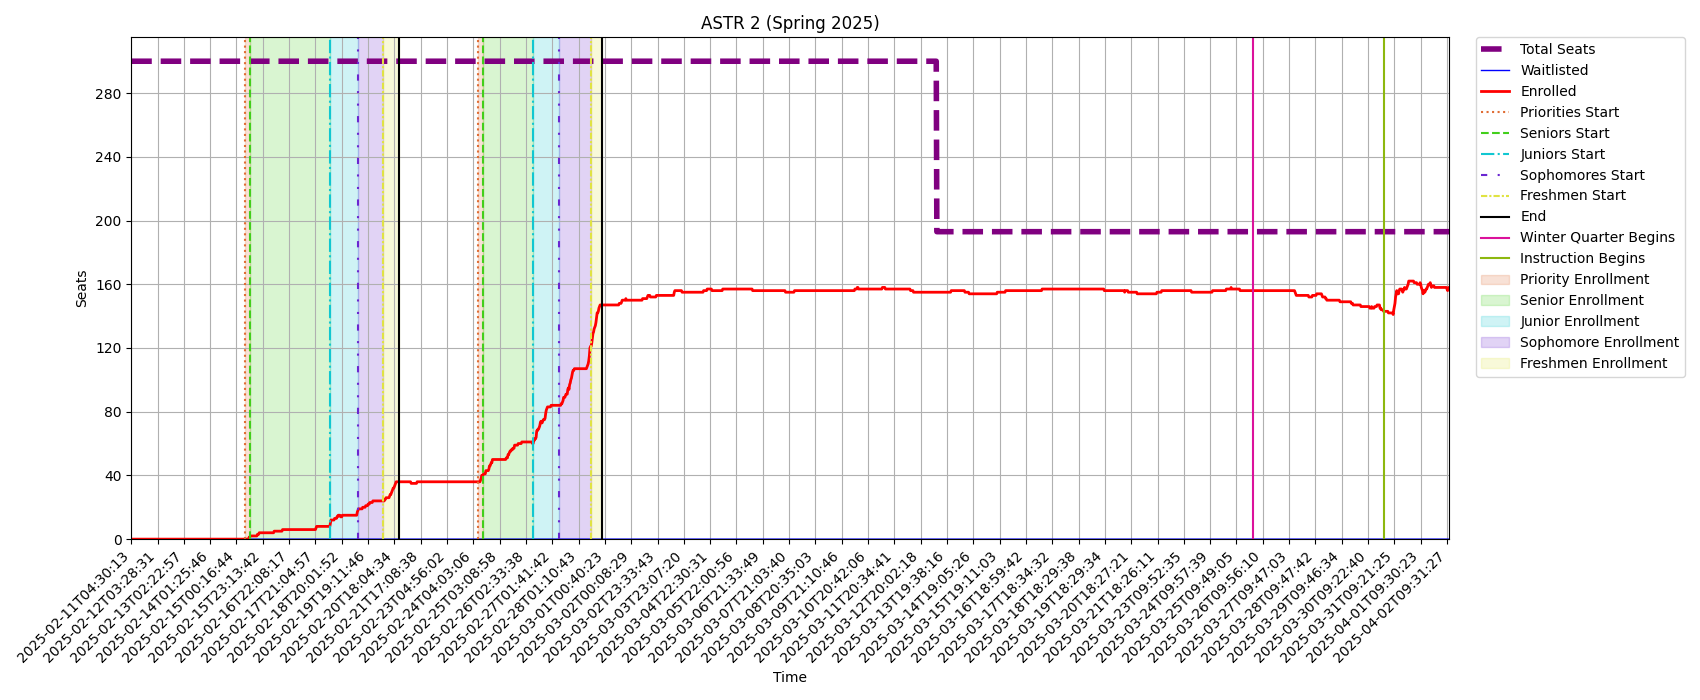 ASTR 2 (Spring 2025)
Seats
280
240
200
160
120
80
40
0
2025-02-11T04:30:13
2025-02-12T03:28:31
2025-02-13T02:22:57
2025-02-14T01:25:46
2025-02-15T00:16:44
2025-02-15T23:13:42
2025-02-16T22:08:17
2025-02-17T21:04:57
2025-02-18T20:01:52
2025-02-19T19:11:46
2025-02-20T18:04:34
2025-02-21T17:08:38
2025-02-23T04:56:02
2025-02-24T04:03:06
2025-02-25T03:08:58
2025-02-26T02:33:38
2025-02-27T01:41:42
2025-02-28T01:10:43
2025-03-01T00:40:23
2025-03-02T00:08:29
2025-03-02T23:33:43
2025-03-03T23:07:20
2025-03-04T22:30:31
2025-03-05T22:00:56
2025-03-06T21:33:49
2025-03-07T21:03:40
2025-03-08T20:35:03
2025-03-09T21:10:46
2025-03-10T20:42:06
2025-03-11T20:34:41
2025-03-12T20:02:18
2025-03-13T19:38:16
2025-03-14T19:05:26
2025-03-15T19:11:03
2025-03-16T18:59:42
2025-03-17T18:34:32
2025-03-18T18:29:38
2025-03-19T18:29:34
2025-03-20T18:27:21
2025-03-21T18:26:11
2025-03-23T09:52:35
2025-03-24T09:57:39
2025-03-25T09:49:05
2025-03-26T09:56:10
2025-03-27T09:47:03
2025-03-28T09:47:42
2025-03-29T09:46:34
2025-03-30T09:22:40
2025-03-31T09:21:25
2025-04-01T09:30:23
2025-04-02T09:31:27
Time
Total Seats
Waitlisted
Enrolled
Priorities Start
Seniors Start
Juniors Start
Sophomores Start
Freshmen Start
End
Winter Quarter Begins
Instruction Begins
Priority Enrollment
Senior Enrollment
Junior Enrollment
Sophomore Enrollment
Freshmen Enrollment